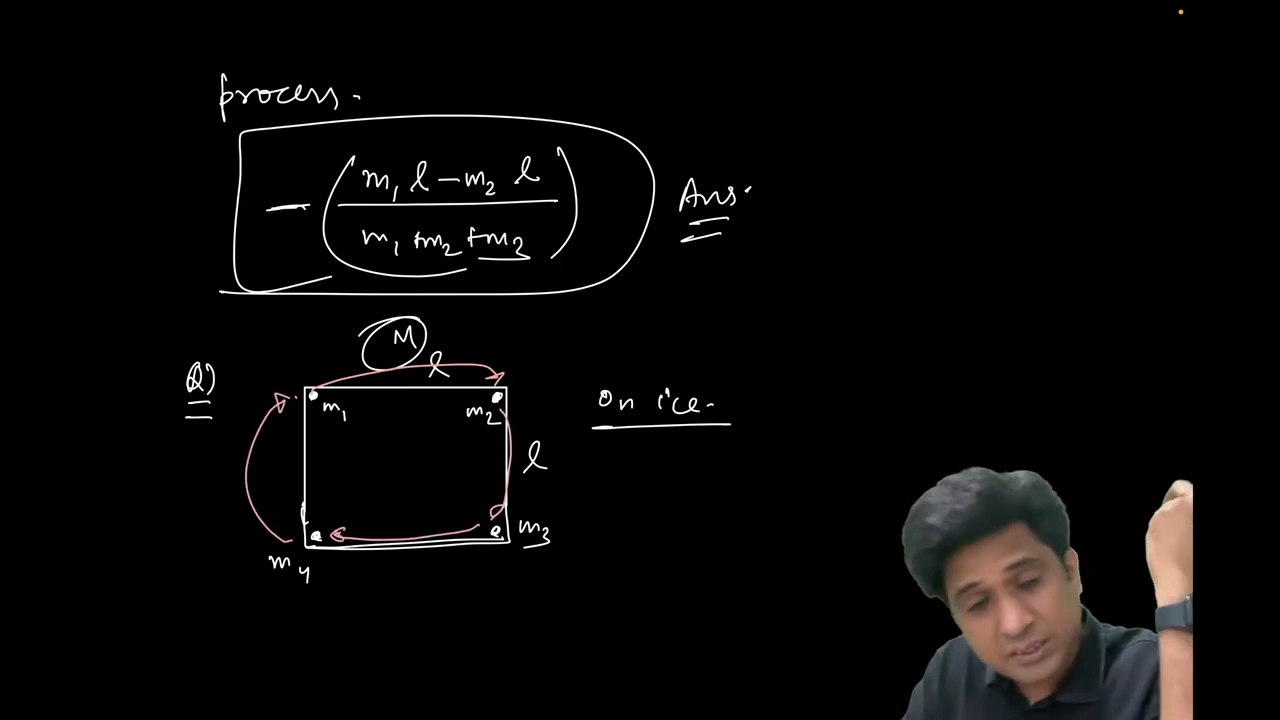 process.
- (m₁ l - m₂ l / m₁ + m₂ + m₃) Ans.
M
l
Q)
m₁ m₂
On ice.
l
m₃
m₄